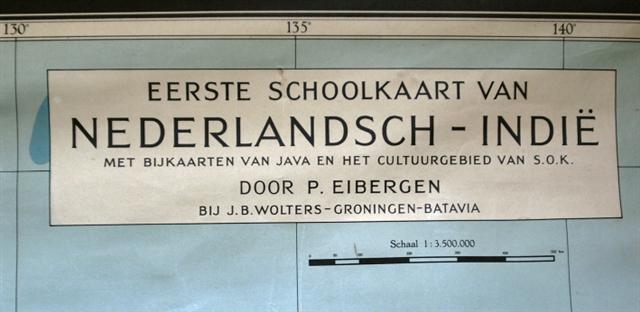 130° 135° 140°
EERSTE SCHOOLKAART VAN
NEDERLANDSCH - INDIË
MET BIJKAARTEN VAN JAVA EN HET CULTUURGEBIED VAN S.O.K.
DOOR P. EIBERGEN
BIJ J.B. WOLTERS - GRONINGEN - BATAVIA
Schaal 1 : 3.500.000